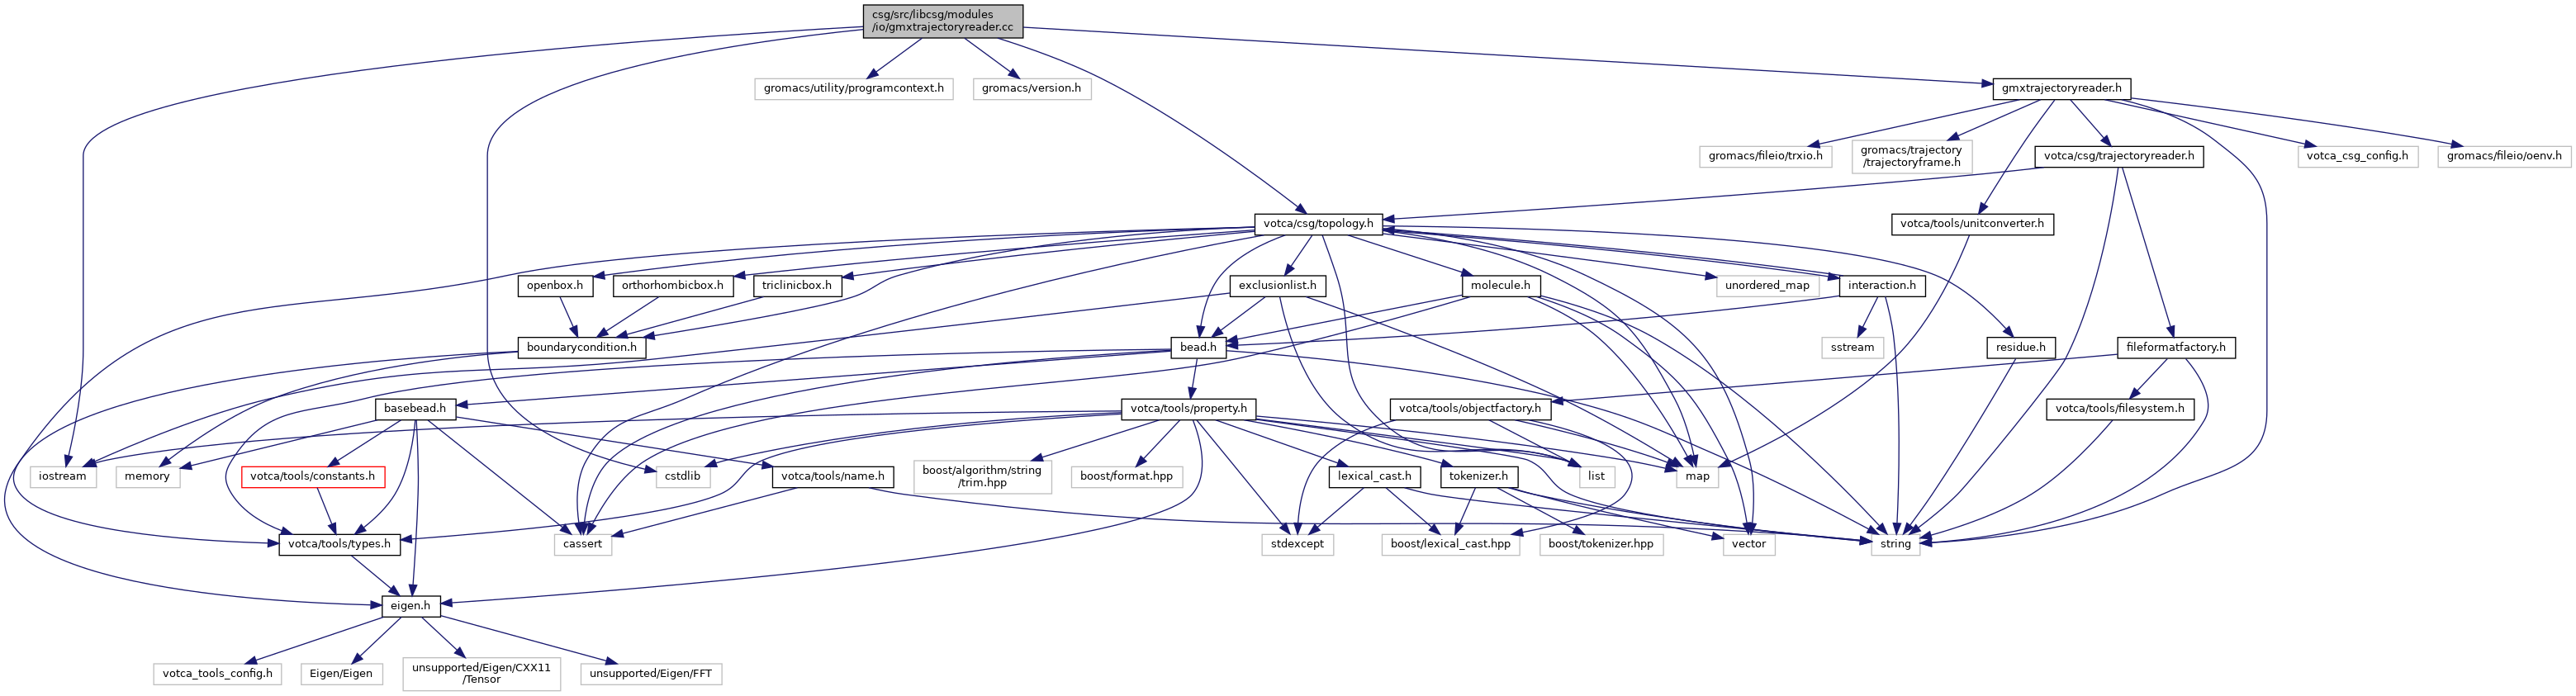 csg/src/libcsg/modules
/io/gmxtrajectoryreader.cc
gromacs/utility/programcontext.h
gromacs/version.h
gmxtrajectoryreader.h
gromacs/fileio/trxio.h
gromacs/trajectory
/trajectoryframe.h
votca/csg/trajectoryreader.h
votca_csg_config.h
gromacs/fileio/oenv.h
votca/csg/topology.h
votca/tools/unitconverter.h
openbox.h
orthorhombicbox.h
triclinicbox.h
exclusionlist.h
molecule.h
unordered_map
interaction.h
boundarycondition.h
bead.h
sstream
residue.h
fileformatfactory.h
basebead.h
votca/tools/property.h
votca/tools/objectfactory.h
votca/tools/filesystem.h
iostream
memory
votca/tools/constants.h
cstdlib
votca/tools/name.h
boost/algorithm/string
/trim.hpp
boost/format.hpp
lexical_cast.h
tokenizer.h
list
map
votca/tools/types.h
cassert
stdexcept
boost/lexical_cast.hpp
boost/tokenizer.hpp
vector
string
eigen.h
votca_tools_config.h
Eigen/Eigen
unsupported/Eigen/CXX11
/Tensor
unsupported/Eigen/FFT